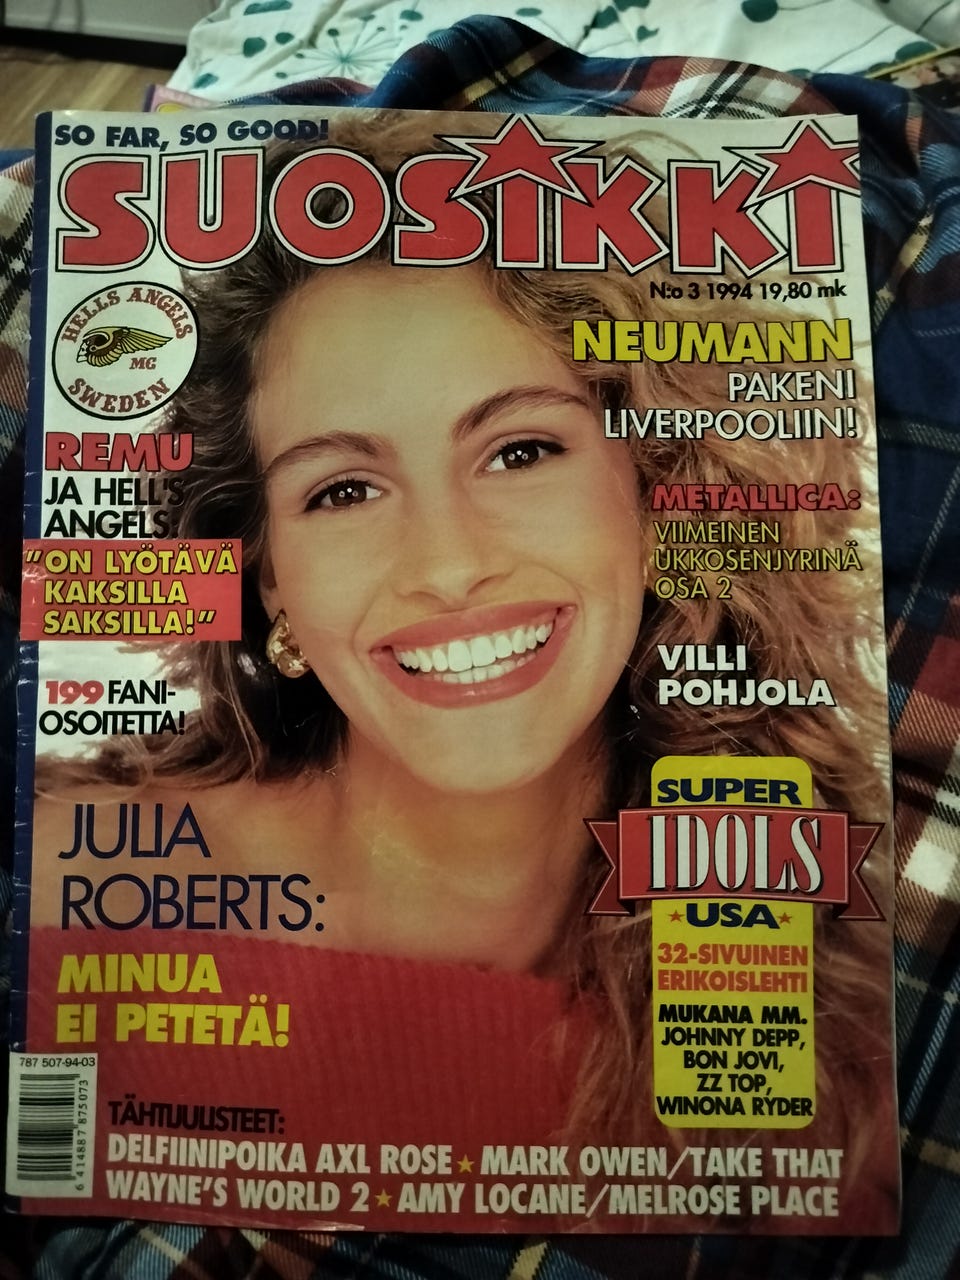 SO FAR, SO GOOD!
SUOSIKKI
N:o 3 1994 19,80 mk
HELLS ANGELS
MC
SWEDEN
REMU
JA HELL'S
ANGELS:
"ON LYÖTÄVÄ
KAKSILLA
SAKSILLA!"
199 FANI-
OSOITETTA!
NEUMANN
PAKENI
LIVERPOOLIIN!
METALLICA:
VIIMEINEN
UKKOSENJYRINÄ
OSA 2
VILLI
POHJOLA
JULIA
ROBERTS:
MINUA
EI PETETÄ!
SUPER
IDOLS
USA
32-SIVUINEN
ERIKOISLEHTI
MUKANA MM.
JOHNNY DEPP,
BON JOVI,
ZZ TOP,
WINONA RYDER
787 507-94-03
6 414887 875073
TÄHTIJULISTEET:
DELFIINIPOIKA AXL ROSE ★ MARK OWEN/TAKE THAT
WAYNE'S WORLD 2 ★ AMY LOCANE/MELROSE PLACE